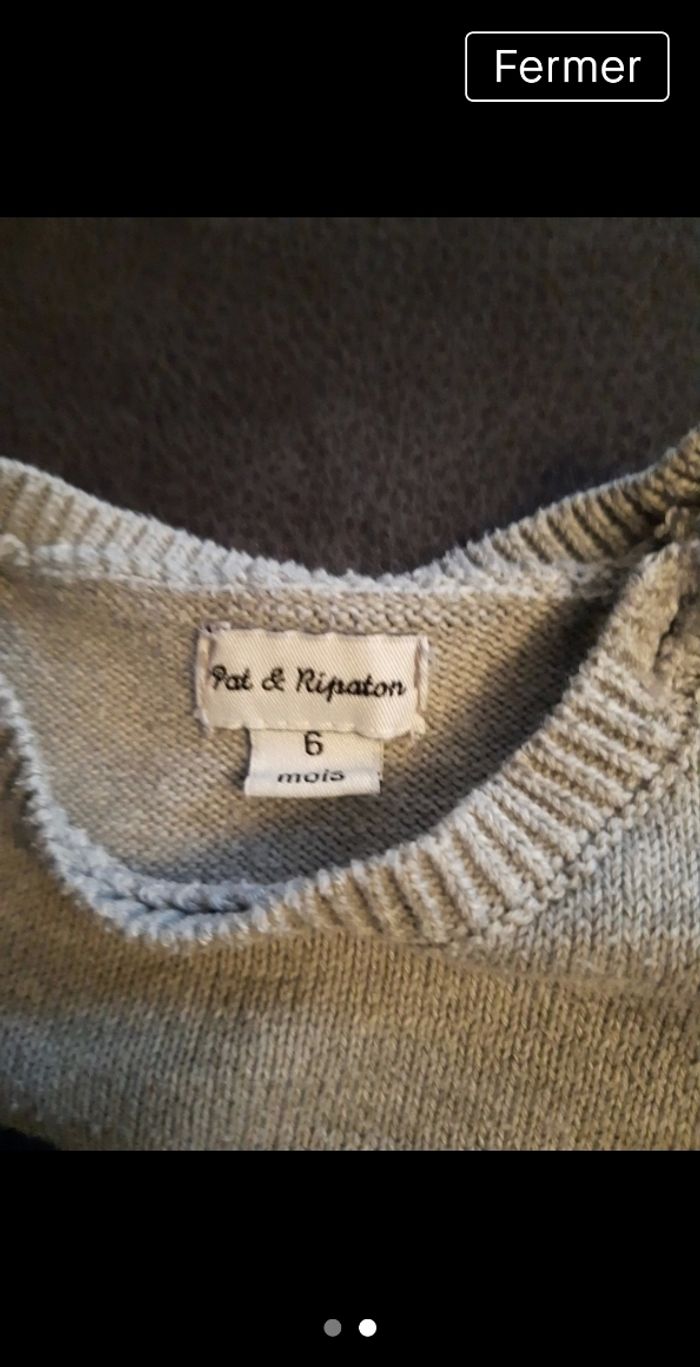 Fermer
Pat & Ripaton
6
mois